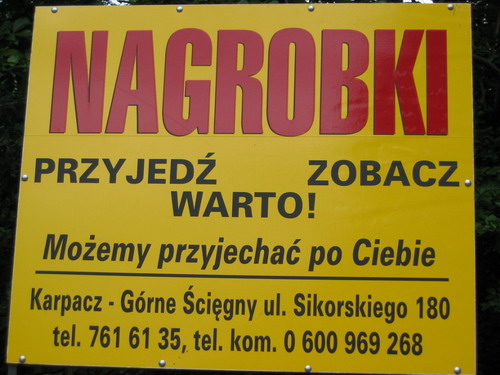 NAGROBKI
PRZYJEDŹ ZOBACZ
WARTO!
Możemy przyjechać po Ciebie
Karpacz - Górne Ścięgny ul. Sikorskiego 180
tel. 761 61 35, tel. kom. 0 600 969 268